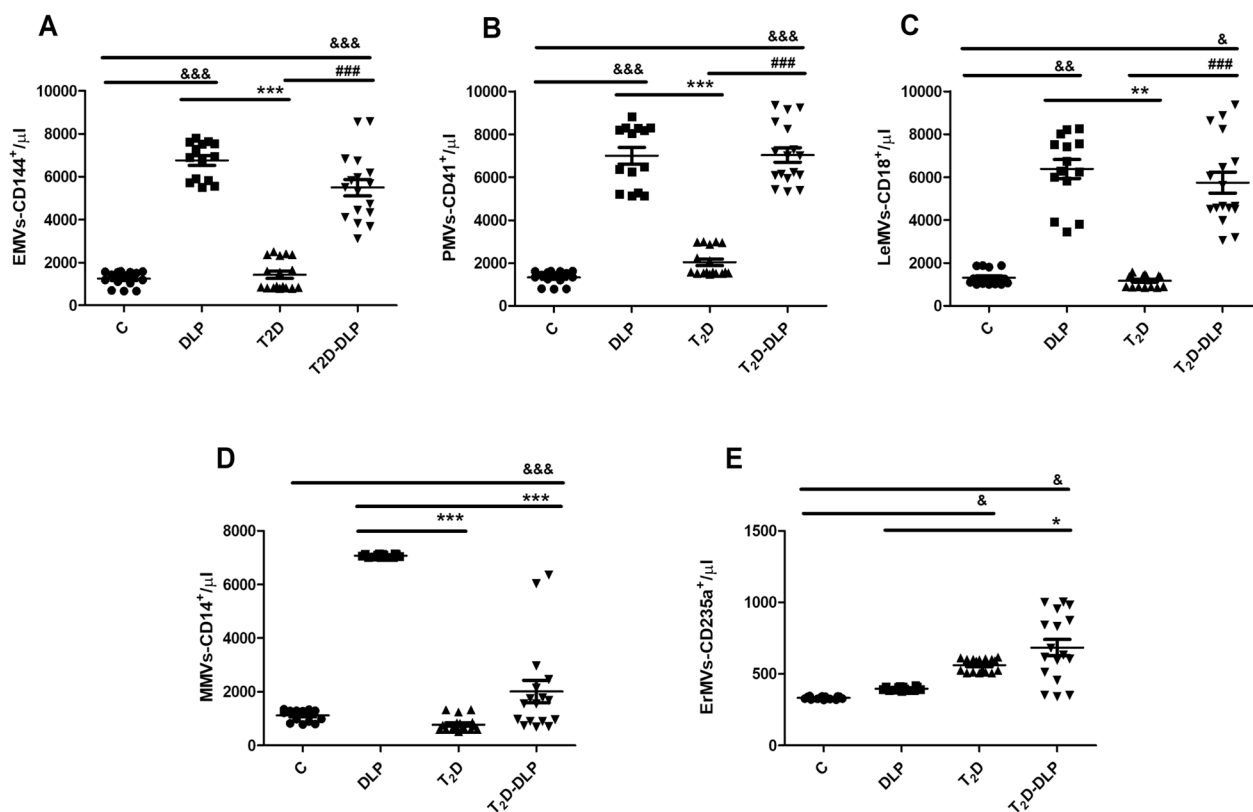 A
&&&
&&&
###
***
EMVs-CD144⁺/µl
10000
8000
6000
4000
2000
0
C
DLP
T2D
T2D-DLP
B
&&&
&&&
###
***
PMVs-CD41⁺/µl
10000
8000
6000
4000
2000
0
C
DLP
T₂D
T₂D-DLP
C
&
&&
###
**
LeMVs-CD18⁺/µl
10000
8000
6000
4000
2000
0
C
DLP
T₂D
T₂D-DLP
D
&&&
***
***
MMVs-CD14⁺/µl
8000
6000
4000
2000
0
C
DLP
T₂D
T₂D-DLP
E
&
&
*
ErMVs-CD235a⁺/µl
1500
1000
500
0
C
DLP
T₂D
T₂D-DLP